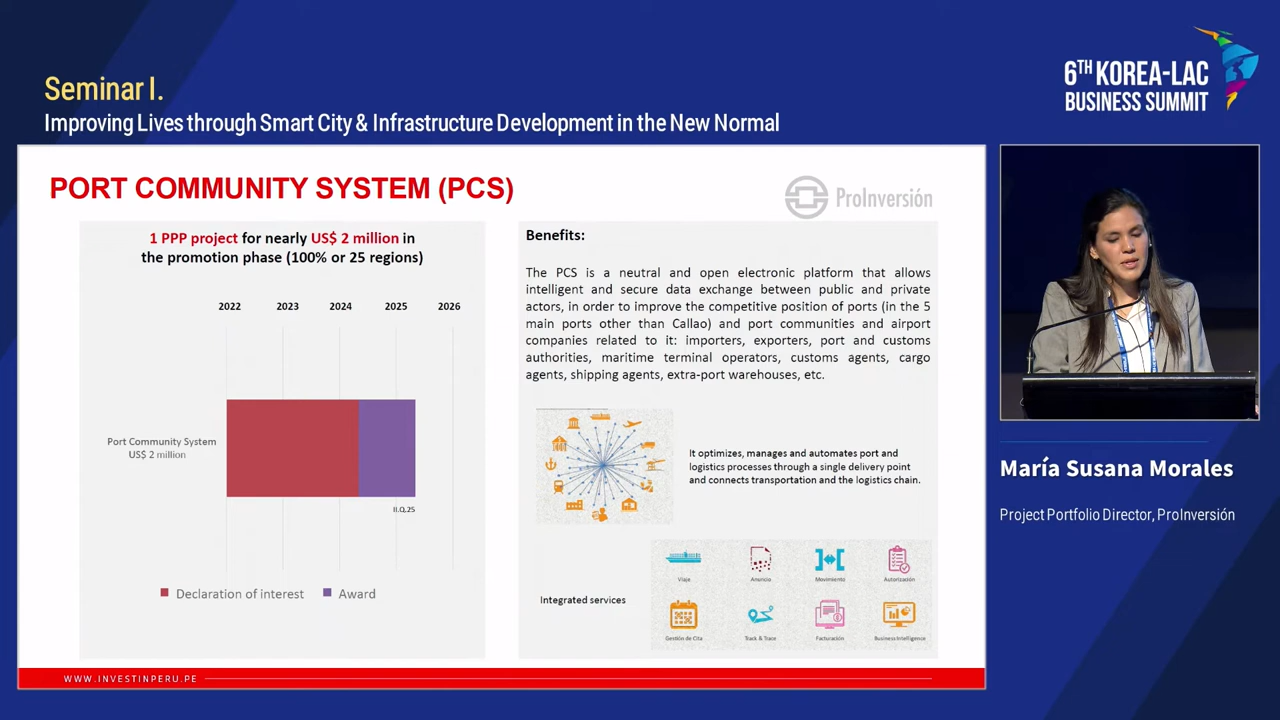 Seminar I.
Improving Lives through Smart City & Infrastructure Development in the New Normal
6TH KOREA-LAC
BUSINESS SUMMIT
PORT COMMUNITY SYSTEM (PCS)
ProInversión
1 PPP project for nearly US$ 2 million in
the promotion phase (100% or 25 regions)
2022 2023 2024 2025 2026
Port Community System
US$ 2 million
II.Q.25
Declaration of interest Award
Benefits:
The PCS is a neutral and open electronic platform that allows
intelligent and secure data exchange between public and private
actors, in order to improve the competitive position of ports (in the 5
main ports other than Callao) and port communities and airport
companies related to it: importers, exporters, port and customs
authorities, maritime terminal operators, customs agents, cargo
agents, shipping agents, extra-port warehouses, etc.
It optimizes, manages and automates port and
logistics processes through a single delivery point
and connects transportation and the logistics chain.
Integrated services
Viaje Anuncio Movimiento Autorización
Gestión de Cita Track & Trace Facturación Business Intelligence
WWW.INVESTINPERU.PE
María Susana Morales
Project Portfolio Director, ProInversión